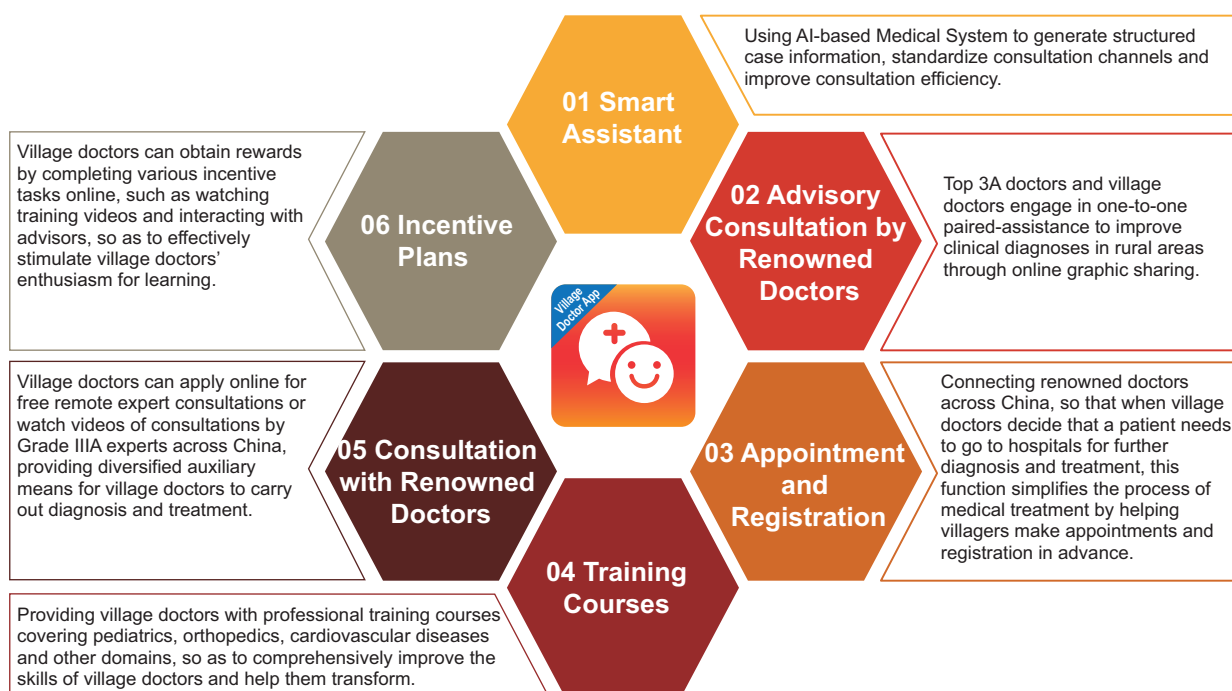 01 Smart
Assistant
Using AI-based Medical System to generate structured
case information, standardize consultation channels and
improve consultation efficiency.
02 Advisory
Consultation by
Renowned
Doctors
Top 3A doctors and village
doctors engage in one-to-one
paired-assistance to improve
clinical diagnoses in rural areas
through online graphic sharing.
03 Appointment
and
Registration
Connecting renowned doctors
across China, so that when village
doctors decide that a patient needs
to go to hospitals for further
diagnosis and treatment, this
function simplifies the process of
medical treatment by helping
villagers make appointments and
registration in advance.
04 Training
Courses
Providing village doctors with professional training courses
covering pediatrics, orthopedics, cardiovascular diseases
and other domains, so as to comprehensively improve the
skills of village doctors and help them transform.
05 Consultation
with Renowned
Doctors
Village doctors can apply online for
free remote expert consultations or
watch videos of consultations by
Grade IIIA experts across China,
providing diversified auxiliary
means for village doctors to carry
out diagnosis and treatment.
06 Incentive
Plans
Village doctors can obtain rewards
by completing various incentive
tasks online, such as watching
training videos and interacting with
advisors, so as to effectively
stimulate village doctors’
enthusiasm for learning.
Village
Doctor App